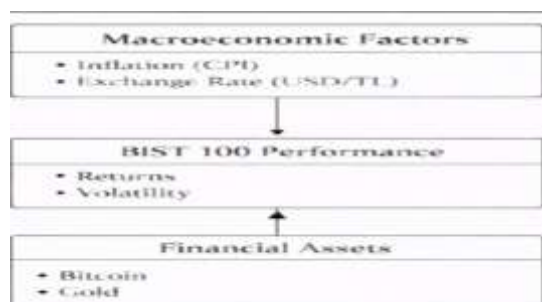 Macroeconomic Factors
• Inflation (CPI)
• Exchange Rate (USD/TL)
BIST 100 Performance
• Returns
• Volatility
Financial Assets
• Bitcoin
• Gold